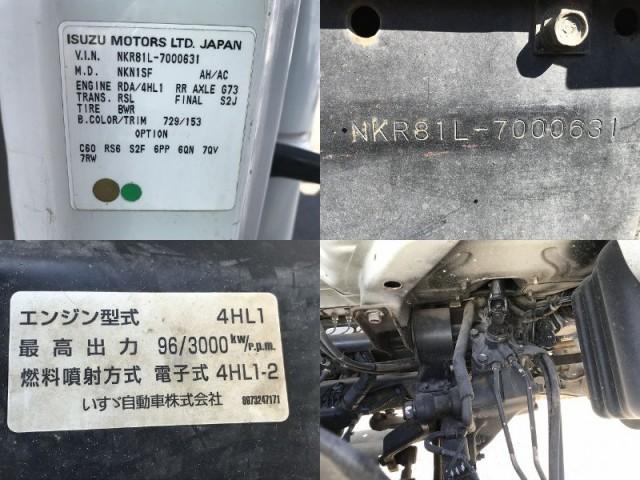 ISUZU MOTORS LTD. JAPAN
V.I.N. NKR81L-7000631
M.D. NKN1SF AH/AC
ENGINE RDA/4HL1 RR AXLE G73
TRANS. RSL FINAL S2J
TIRE BWR
B.COLOR/TRIM 729/153
OPTION
C60 RS6 S2F 6PP 6QN 7QV
7RW
NKR81L-7000631
エンジン型式 4HL1
最高出力 96/3000 kw/r.p.m.
燃料噴射方式 電子式 4HL1-2
いすゞ自動車株式会社 8973247171